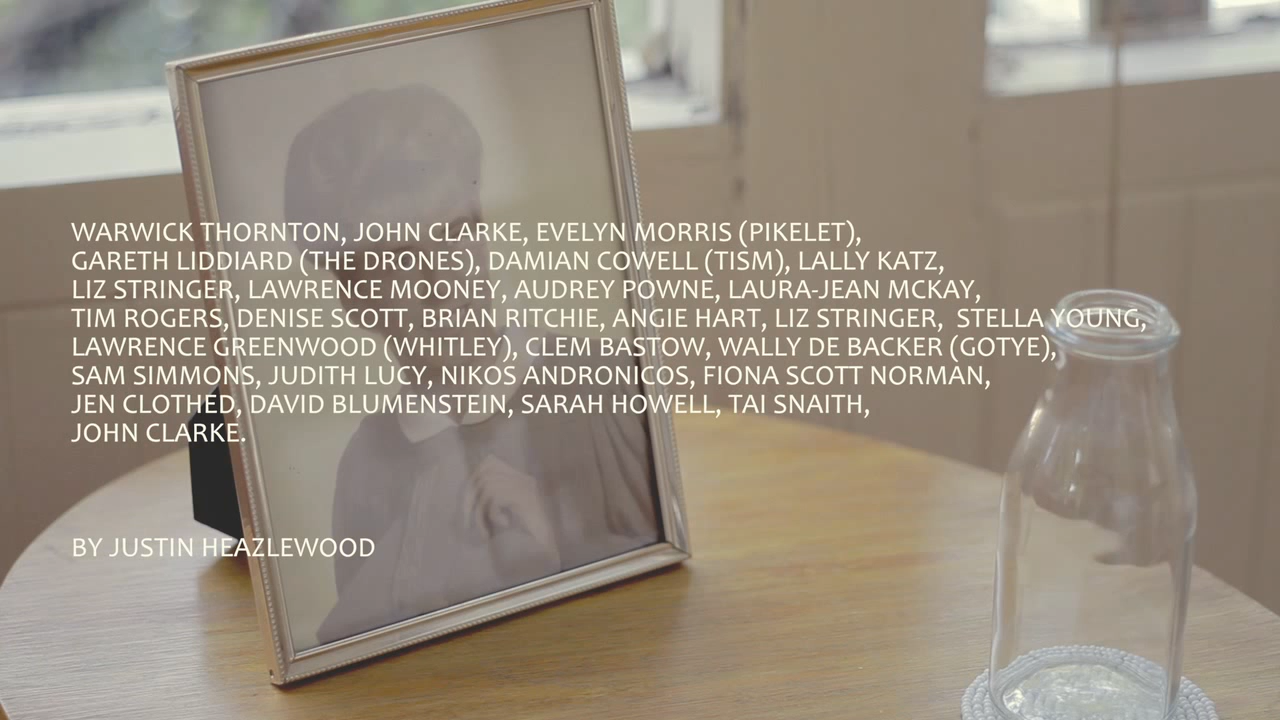 WARWICK THORNTON, JOHN CLARKE, EVELYN MORRIS (PIKELET),
GARETH LIDDIARD (THE DRONES), DAMIAN COWELL (TISM), LALLY KATZ,
LIZ STRINGER, LAWRENCE MOONEY, AUDREY POWNE, LAURA-JEAN MCKAY,
TIM ROGERS, DENISE SCOTT, BRIAN RITCHIE, ANGIE HART, LIZ STRINGER,  STELLA YOUNG,
LAWRENCE GREENWOOD (WHITLEY), CLEM BASTOW, WALLY DE BACKER (GOTYE),
SAM SIMMONS, JUDITH LUCY, NIKOS ANDRONICOS, FIONA SCOTT NORMAN,
JEN CLOTHED, DAVID BLUMENSTEIN, SARAH HOWELL, TAI SNAITH,
JOHN CLARKE.
BY JUSTIN HEAZLEWOOD